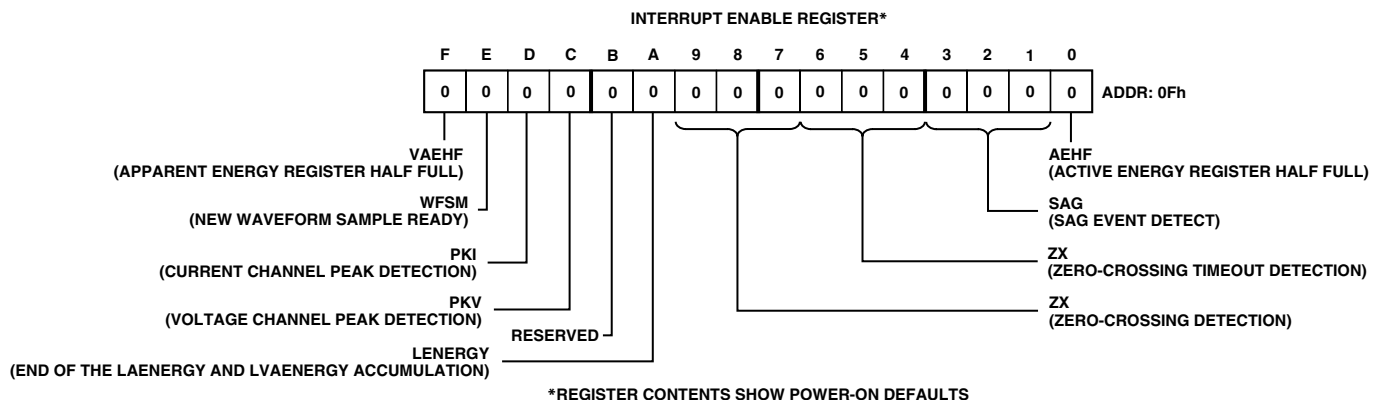 INTERRUPT ENABLE REGISTER*
F E D C B A 9 8 7 6 5 4 3 2 1 0
0 0 0 0 0 0 0 0 0 0 0 0 0 0 0 0 ADDR: 0Fh
VAEHF
(APPARENT ENERGY REGISTER HALF FULL)
AEHF
(ACTIVE ENERGY REGISTER HALF FULL)
WFSM
(NEW WAVEFORM SAMPLE READY)
SAG
(SAG EVENT DETECT)
PKI
(CURRENT CHANNEL PEAK DETECTION)
ZX
(ZERO-CROSSING TIMEOUT DETECTION)
PKV
(VOLTAGE CHANNEL PEAK DETECTION)
ZX
(ZERO-CROSSING DETECTION)
RESERVED
LENERGY
(END OF THE LAENERGY AND LVAENERGY ACCUMULATION)
*REGISTER CONTENTS SHOW POWER-ON DEFAULTS